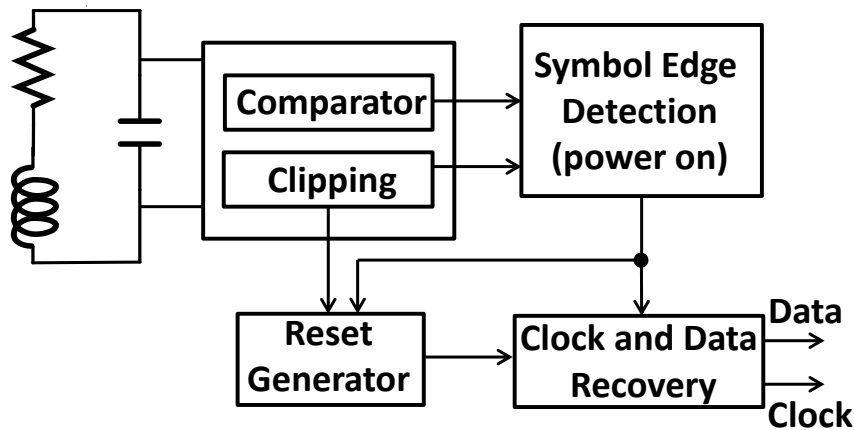 Symbol Edge
Detection
(power on)
Comparator
Clipping
Reset
Generator
Clock and Data
Recovery
Data
Clock